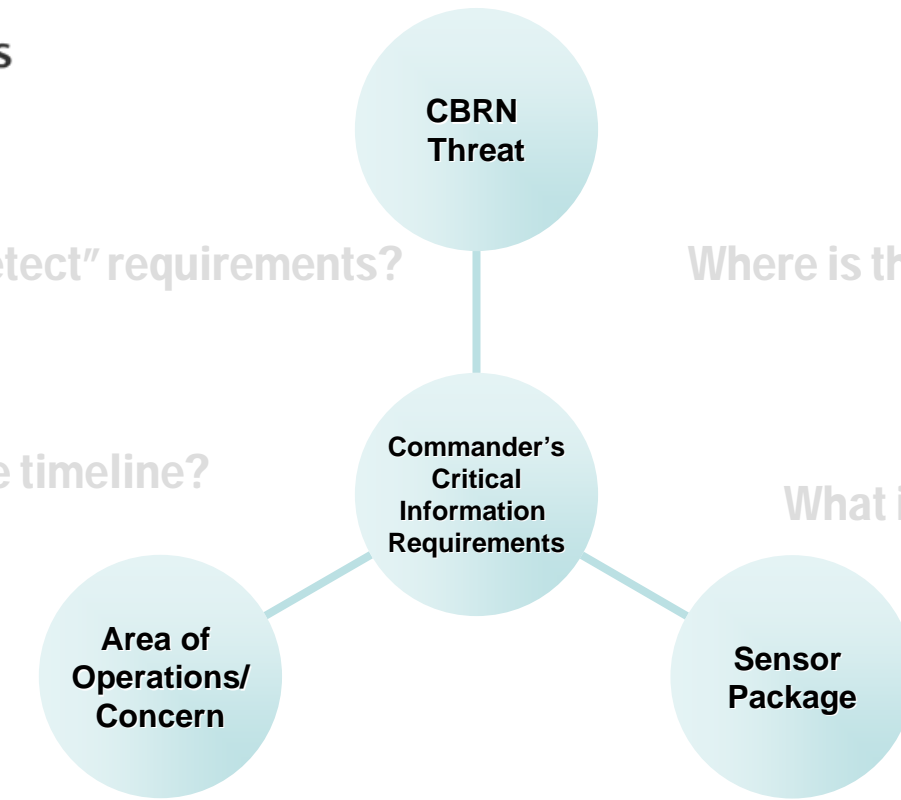 s
CBRN
Threat
etect" requirements?
Where is th
Commander's
Critical
Information
Requirements
e timeline?
What i
Area of
Operations/
Concern
Sensor
Package